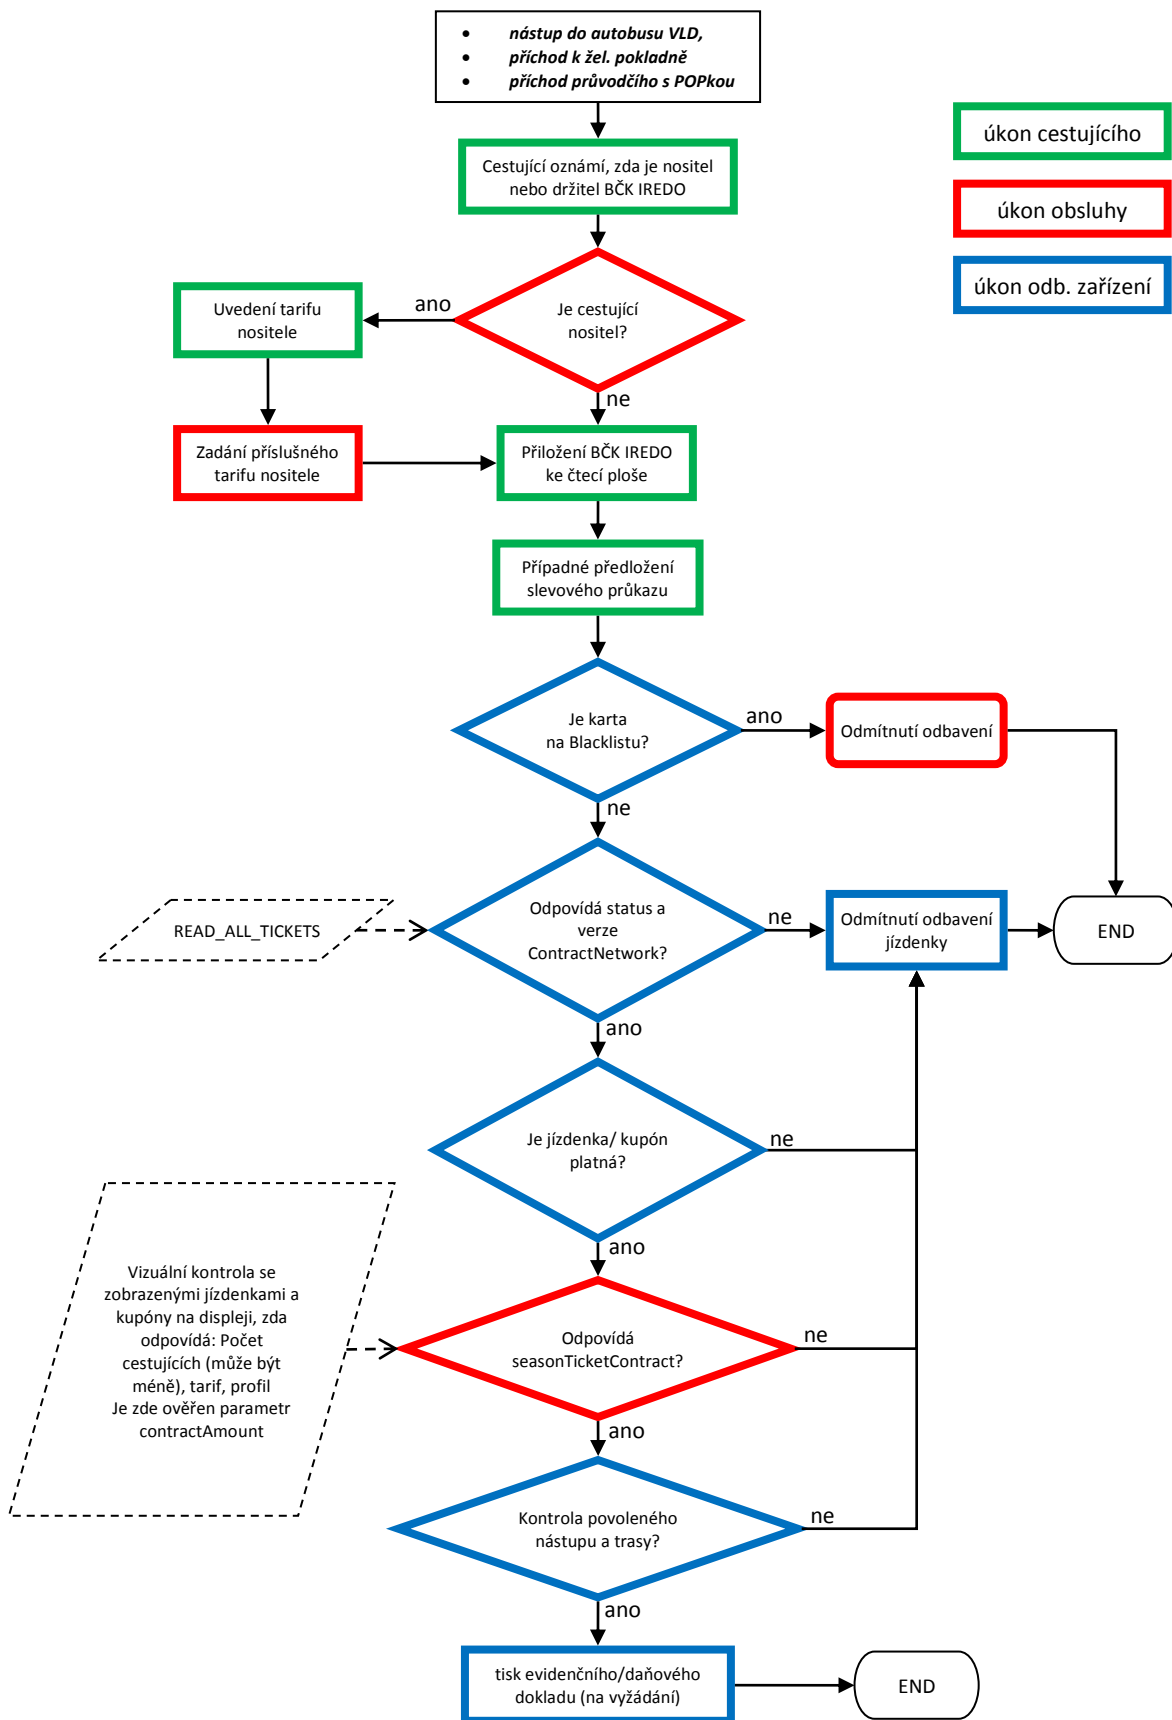 • nástup do autobusu VLD,
• příchod k žel. pokladně
• příchod průvodčího s POPkou
úkon cestujícího
úkon obsluhy
úkon odb. zařízení
Cestující oznámí, zda je nositel
nebo držitel BČK IREDO
Je cestující
nositel?
ano
ne
Uvedení tarifu
nositele
Zadání příslušného
tarifu nositele
Přiložení BČK IREDO
ke čtecí ploše
Případné předložení
slevového průkazu
Je karta
na Blacklistu?
ano
ne
Odmítnutí odbavení
READ_ALL_TICKETS
Odpovídá status a
verze
ContractNetwork?
ne
ano
Odmítnutí odbavení
jízdenky
END
Je jízdenka/ kupón
platná?
ne
ano
Vizuální kontrola se
zobrazenými jízdenkami a
kupóny na displeji, zda
odpovídá: Počet
cestujících (může být
méně), tarif, profil
Je zde ověřen parametr
contractAmount
Odpovídá
seasonTicketContract?
ne
ano
Kontrola povoleného
nástupu a trasy?
ne
ano
tisk evidenčního/daňového
dokladu (na vyžádání)
END